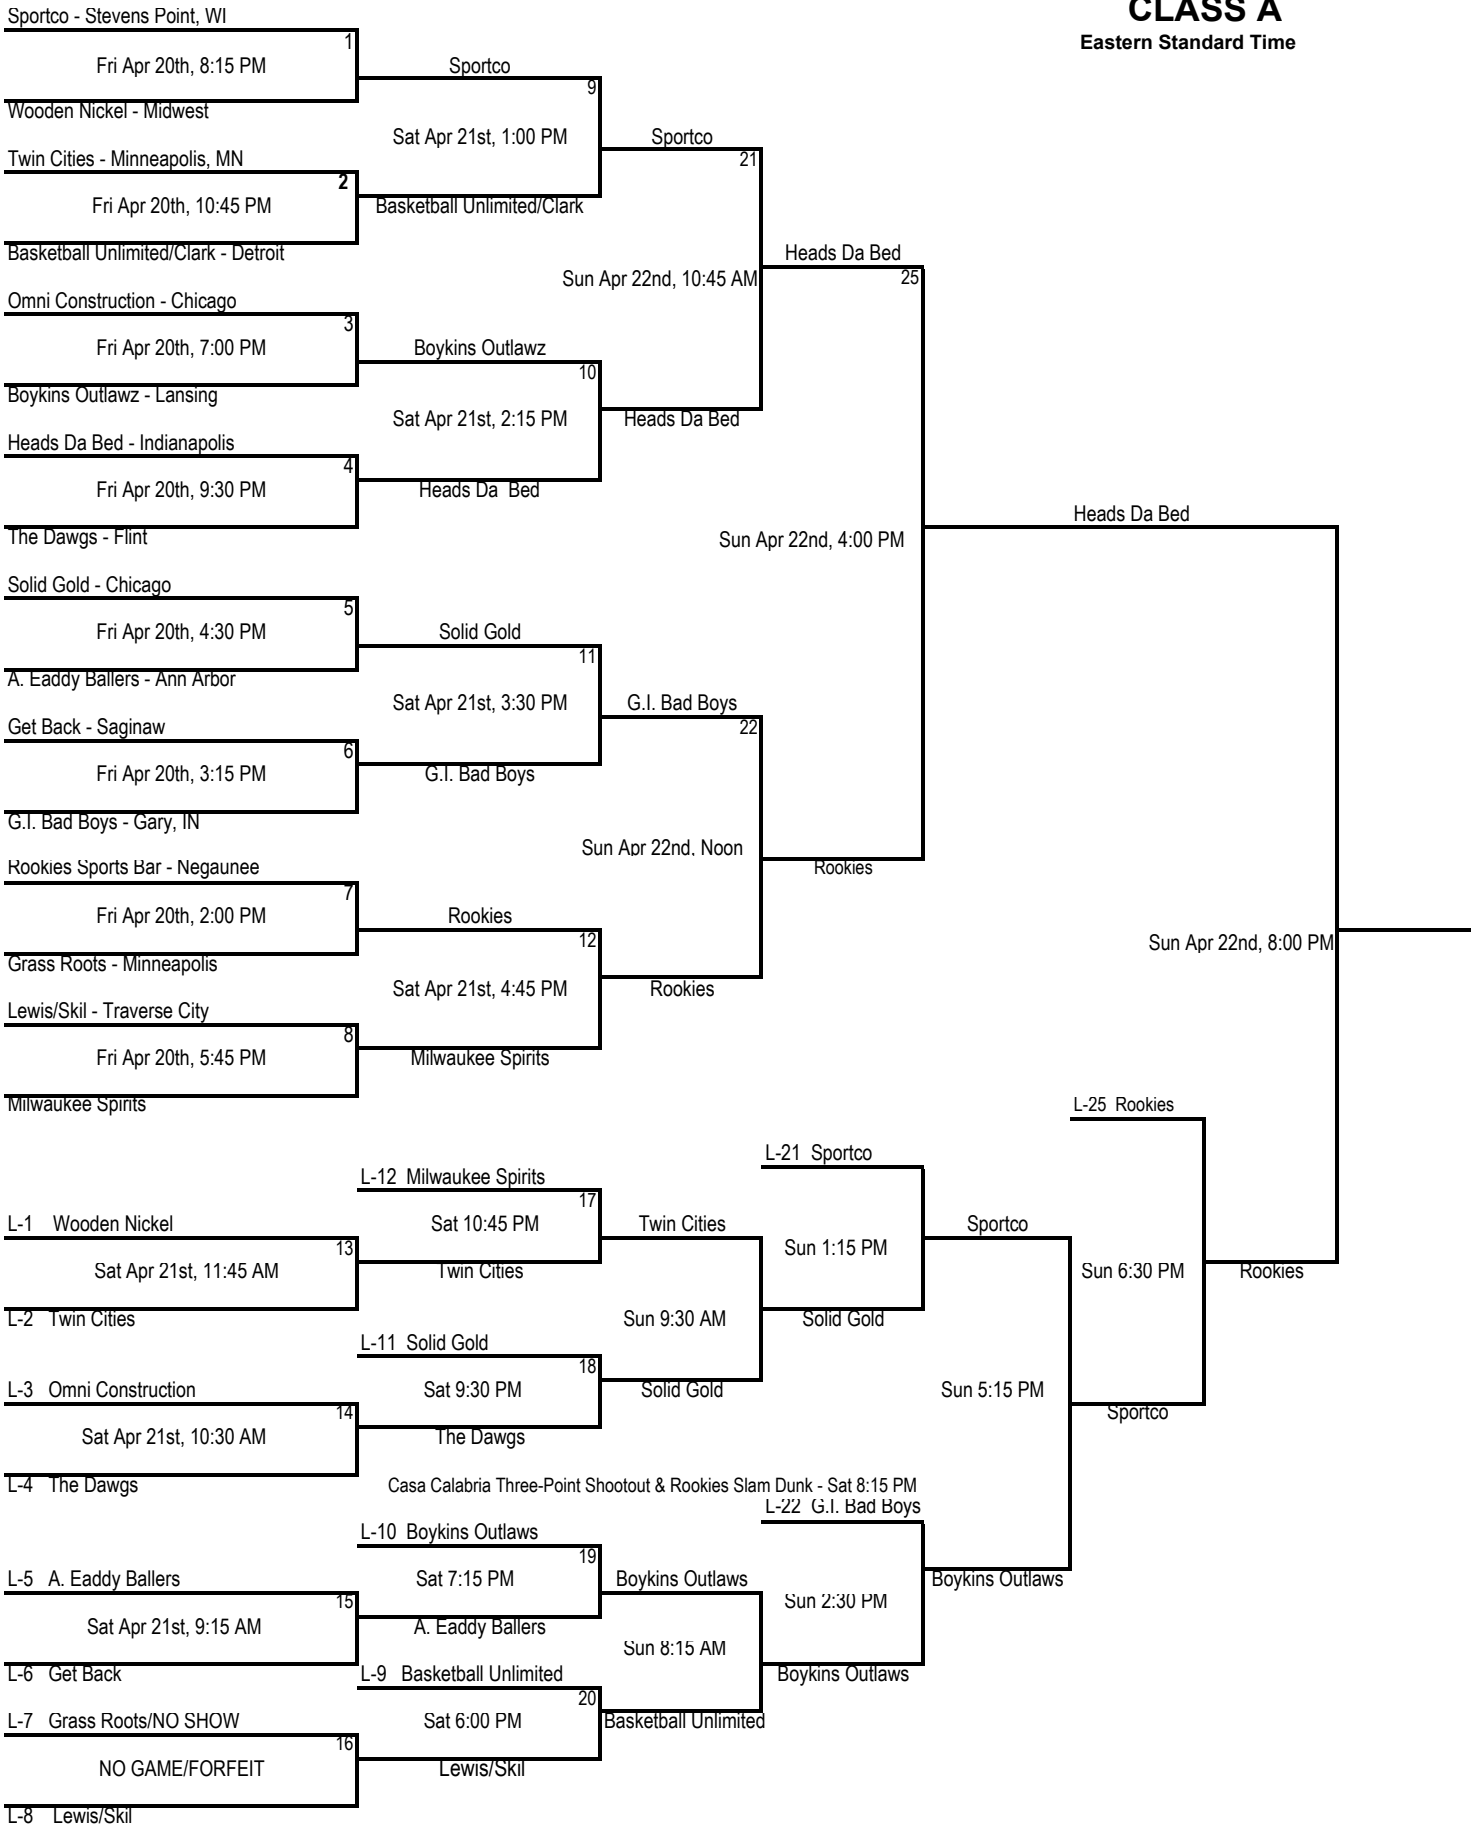 CLASS A
Eastern Standard Time
Sportco - Stevens Point, WI
1
Fri Apr 20th, 8:15 PM
Wooden Nickel - Midwest
Sportco
9
Sat Apr 21st, 1:00 PM
Twin Cities - Minneapolis, MN
2
Fri Apr 20th, 10:45 PM
Basketball Unlimited/Clark
Basketball Unlimited/Clark - Detroit
Sportco
21
Sun Apr 22nd, 10:45 AM
Heads Da Bed
25
Omni Construction - Chicago
3
Fri Apr 20th, 7:00 PM
Boykins Outlawz
10
Boykins Outlawz - Lansing
Sat Apr 21st, 2:15 PM
Heads Da Bed
Heads Da Bed - Indianapolis
4
Fri Apr 20th, 9:30 PM
Heads Da  Bed
The Dawgs - Flint
Sun Apr 22nd, 4:00 PM
Heads Da Bed
Solid Gold - Chicago
5
Fri Apr 20th, 4:30 PM
Solid Gold
11
A. Eaddy Ballers - Ann Arbor
Sat Apr 21st, 3:30 PM
G.I. Bad Boys
22
Get Back - Saginaw
6
Fri Apr 20th, 3:15 PM
G.I. Bad Boys
G.I. Bad Boys - Gary, IN
Sun Apr 22nd, Noon
Rookies
Rookies Sports Bar - Negaunee
7
Fri Apr 20th, 2:00 PM
Rookies
12
Grass Roots - Minneapolis
Sat Apr 21st, 4:45 PM
Rookies
Sun Apr 22nd, 8:00 PM
Lewis/Skil - Traverse City
8
Fri Apr 20th, 5:45 PM
Milwaukee Spirits
Milwaukee Spirits
L-25 Rookies
L-21 Sportco
L-12 Milwaukee Spirits
17
L-1 Wooden Nickel
Sat 10:45 PM
Twin Cities
Sportco
13
Sun 1:15 PM
Sat Apr 21st, 11:45 AM
Twin Cities
Sun 6:30 PM
Rookies
L-2 Twin Cities
Sun 9:30 AM
Solid Gold
L-11 Solid Gold
18
L-3 Omni Construction
Sat 9:30 PM
Solid Gold
Sun 5:15 PM
14
Sportco
Sat Apr 21st, 10:30 AM
The Dawgs
L-4 The Dawgs
Casa Calabria Three-Point Shootout & Rookies Slam Dunk - Sat 8:15 PM
L-22 G.I. Bad Boys
L-10 Boykins Outlaws
19
L-5 A. Eaddy Ballers
Sat 7:15 PM
Boykins Outlaws
Boykins Outlaws
15
Sun 2:30 PM
Sat Apr 21st, 9:15 AM
A. Eaddy Ballers
Sun 8:15 AM
L-6 Get Back
L-9 Basketball Unlimited
Boykins Outlaws
20
L-7 Grass Roots/NO SHOW
Sat 6:00 PM
Basketball Unlimited
16
NO GAME/FORFEIT
Lewis/Skil
L-8 Lewis/Skil